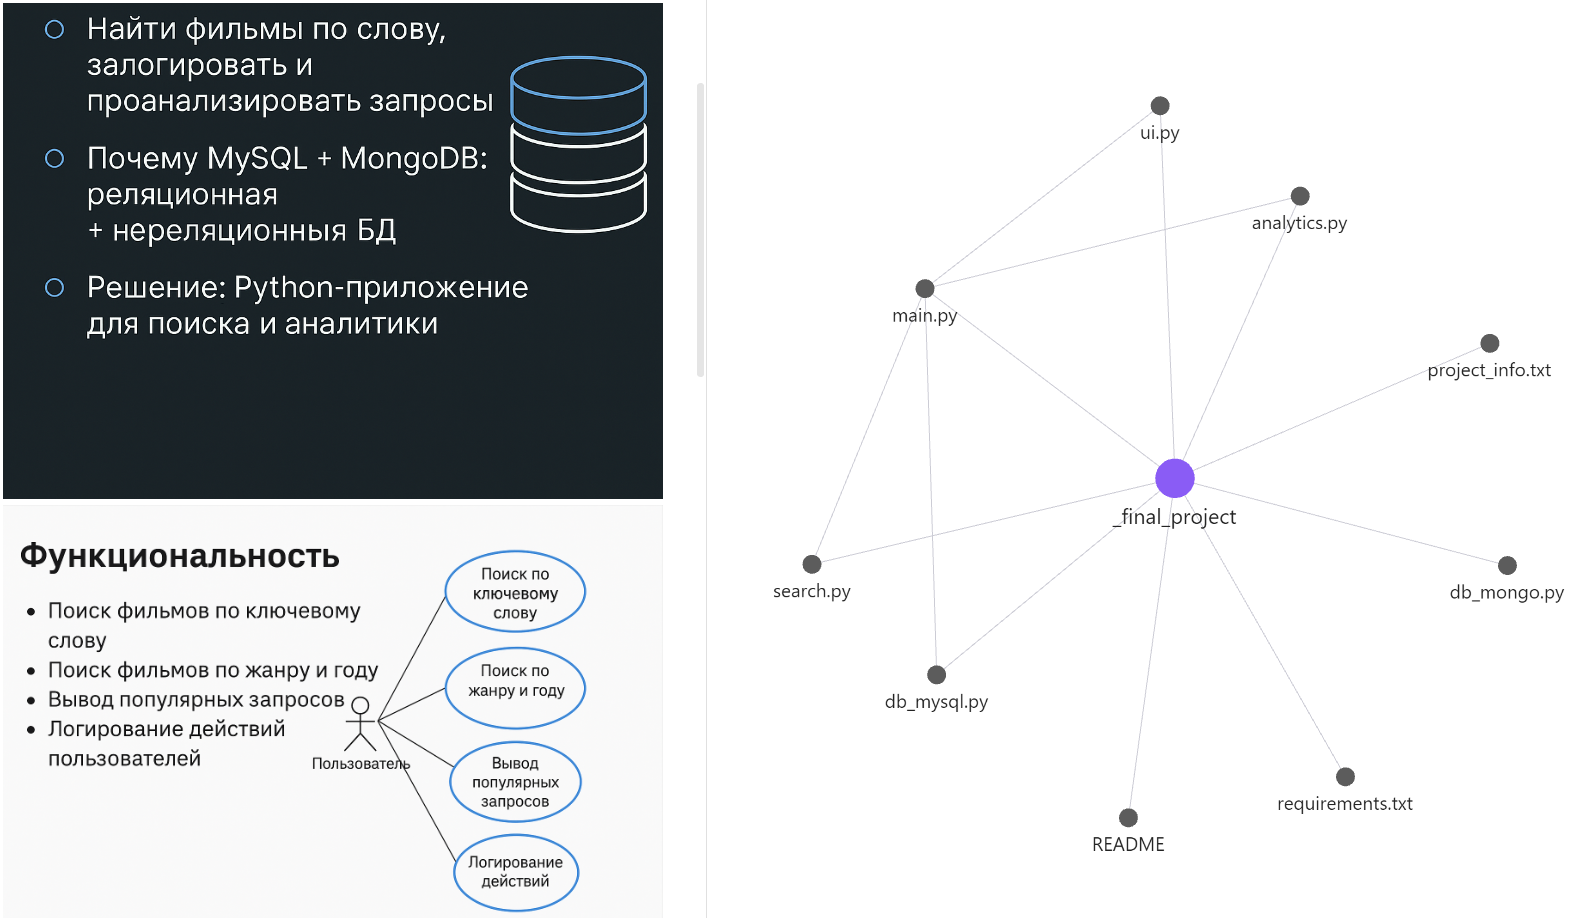 Найти фильмы по слову,
залогировать и
проанализировать запросы
Почему MySQL + MongoDB:
реляционная
+ нереляционныя БД
Решение: Python-приложение
для поиска и аналитики
Функциональность
Поиск фильмов по ключевому
слову
Поиск фильмов по жанру и году
Вывод популярных запросов
Логирование действий
пользователей
Пользователь
Поиск по
ключевому
слову
Поиск по
жанру и году
Вывод
популярных
запросов
Логирование
действий
ui.py
analytics.py
main.py
project_info.txt
_final_project
search.py
db_mongo.py
db_mysql.py
requirements.txt
README